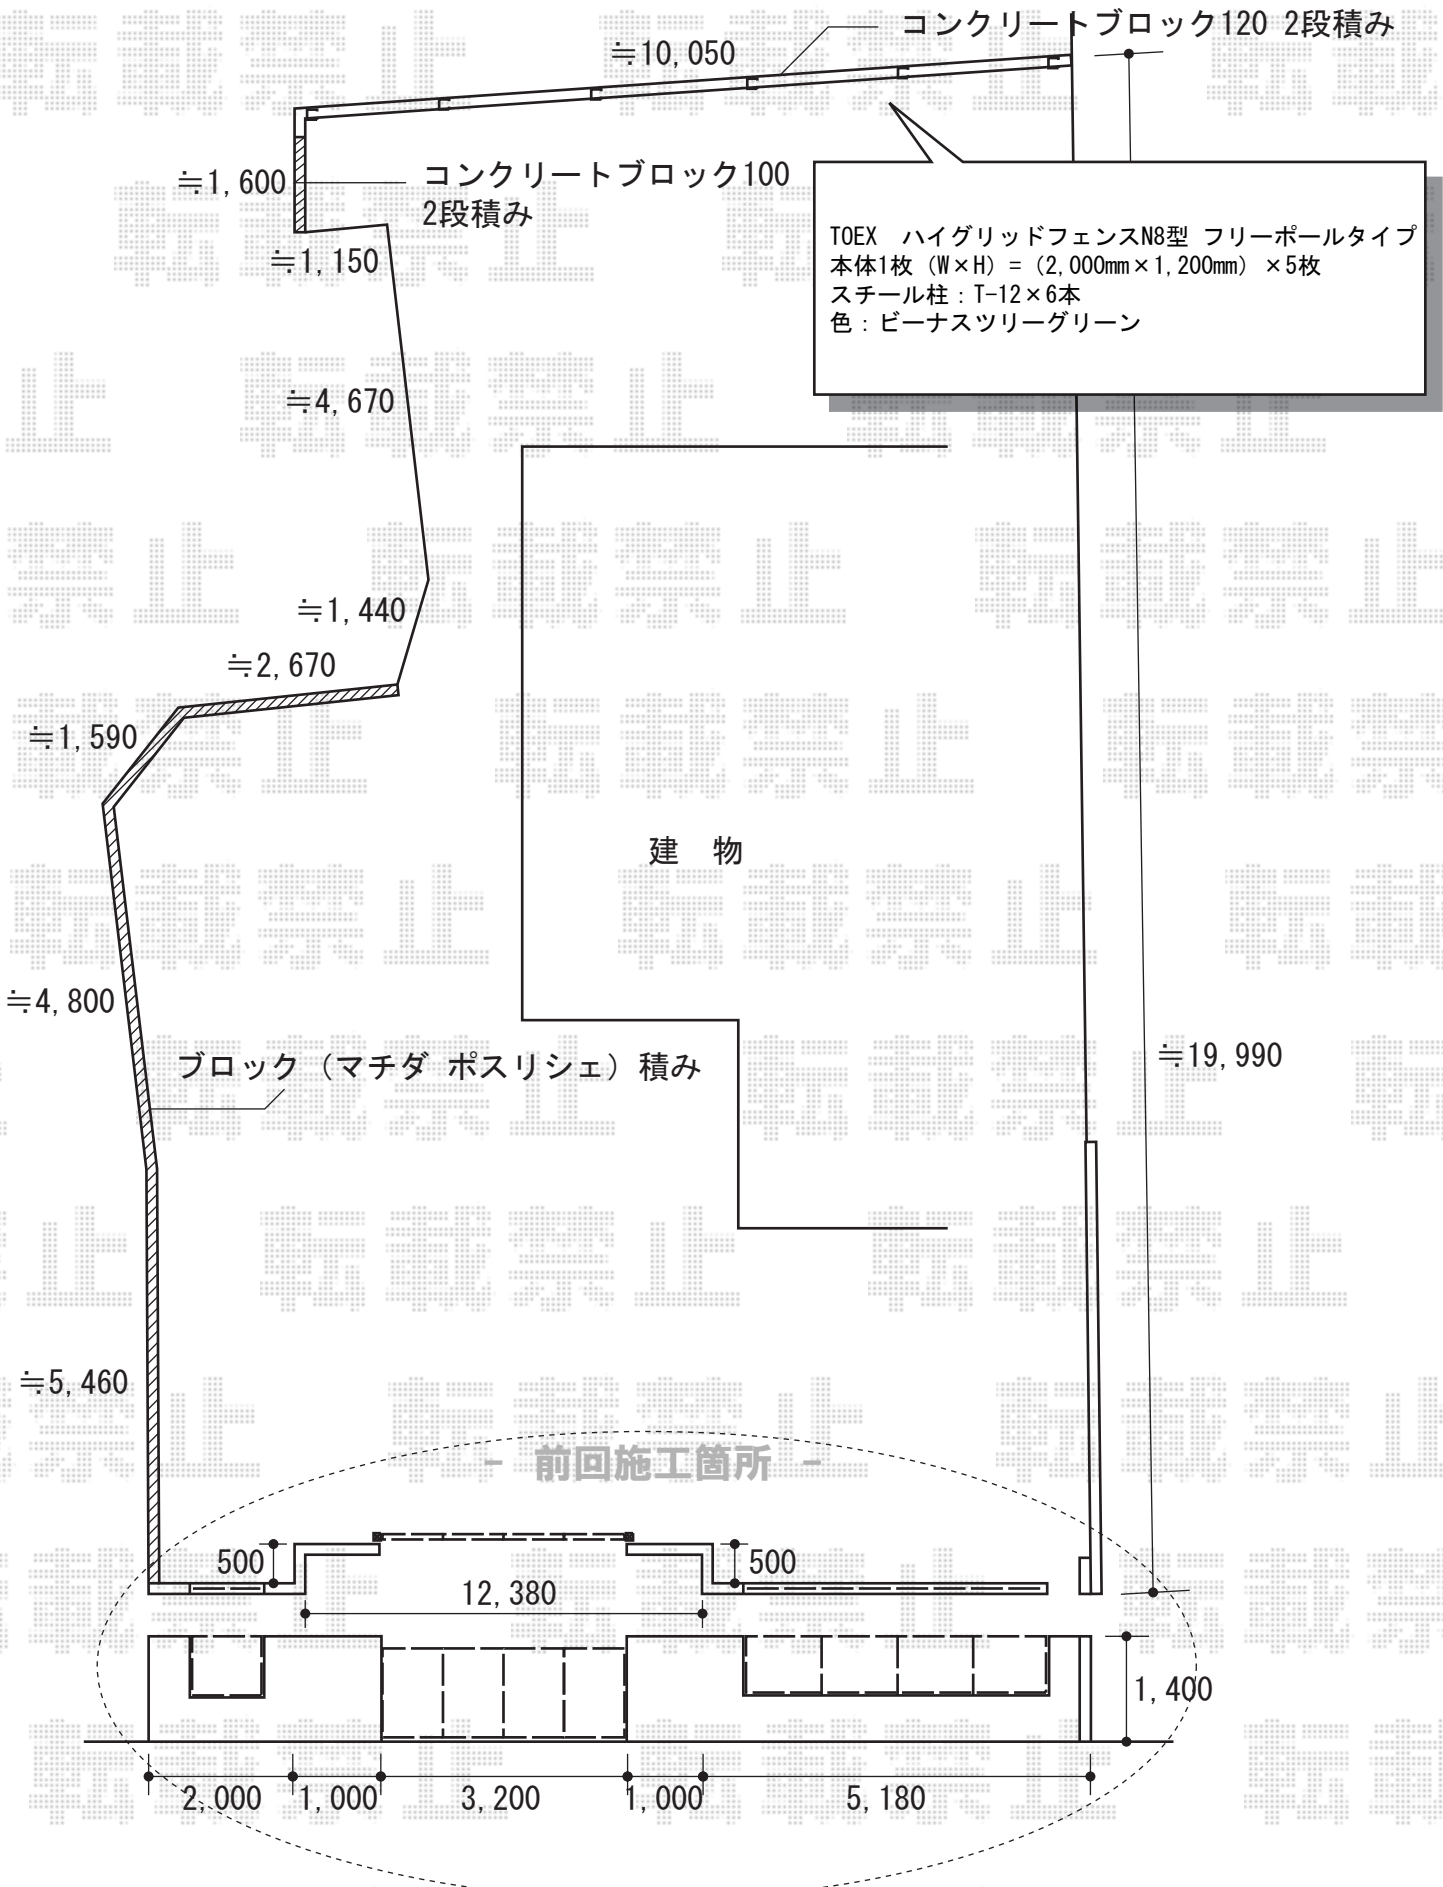 コンクリートブロック120 2段積み
≒10,050
≒1,600
コンクリートブロック100
2段積み
≒1,150
TOEX ハイグリッドフェンスN8型 フリーポールタイプ
本体1枚（W×H）=（2,000mm×1,200mm）×5枚
スチール柱：T-12×6本
色：ビーナスツリーグリーン
≒4,670
≒1,440
≒2,670
≒1,590
建 物
≒4,800
ブロック（マチダ ポスリシェ）積み
≒19,990
≒5,460
- 前回施工箇所 -
500
500
12,380
1,400
2,000
1,000
3,200
1,000
5,180
転載禁止